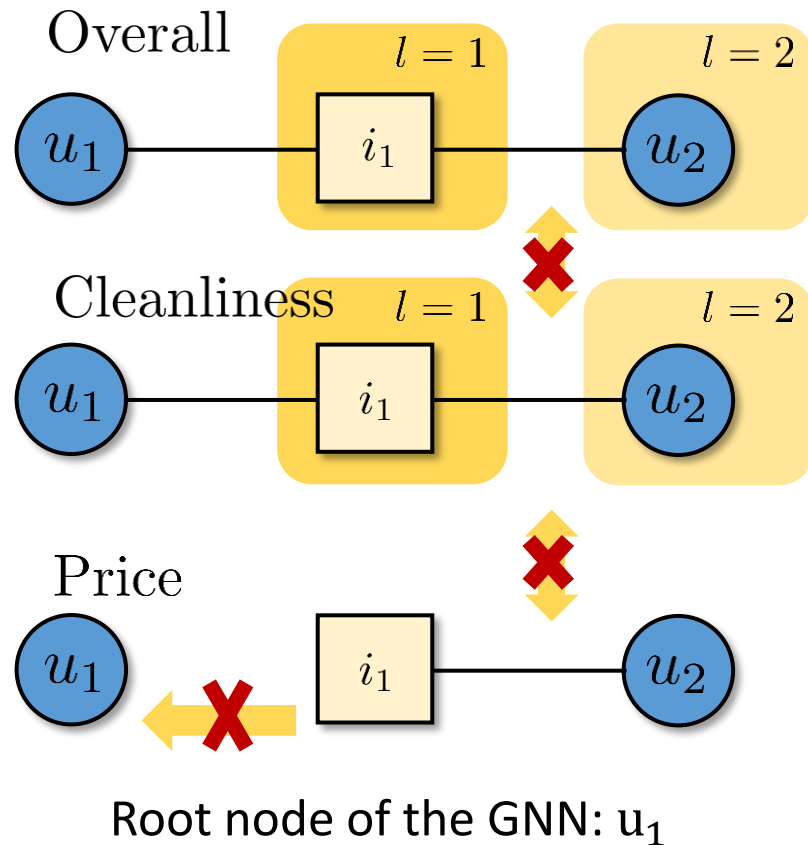 Overall
l = 1
l = 2
u₁
i₁
u₂
Cleanliness
l = 1
l = 2
u₁
i₁
u₂
Price
u₁
i₁
u₂
Root node of the GNN: u₁